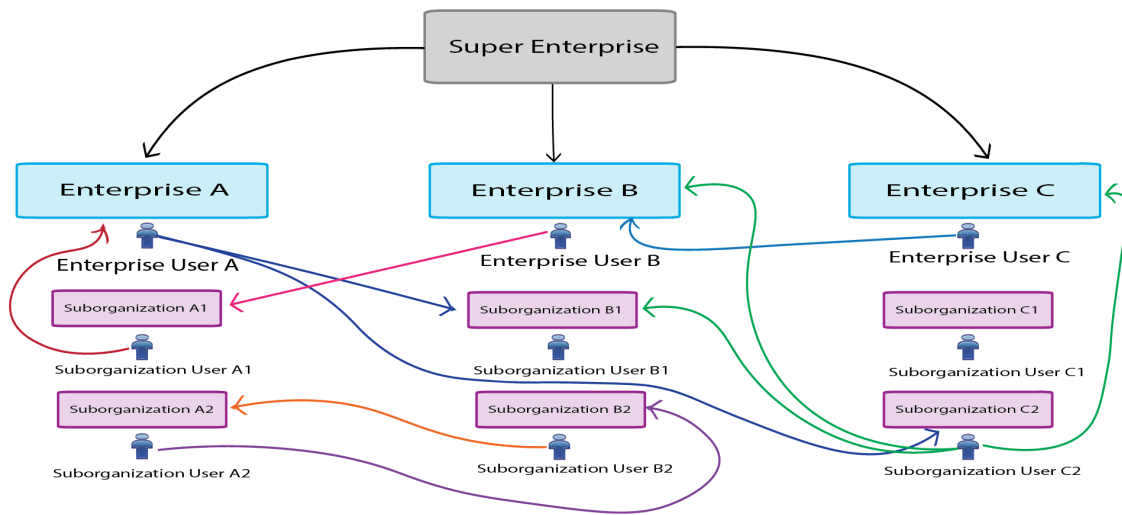 Super Enterprise
Enterprise A
Enterprise B
Enterprise C
Enterprise User A
Enterprise User B
Enterprise User C
Suborganization A1
Suborganization B1
Suborganization C1
Suborganization User A1
Suborganization User B1
Suborganization User C1
Suborganization A2
Suborganization B2
Suborganization C2
Suborganization User A2
Suborganization User B2
Suborganization User C2